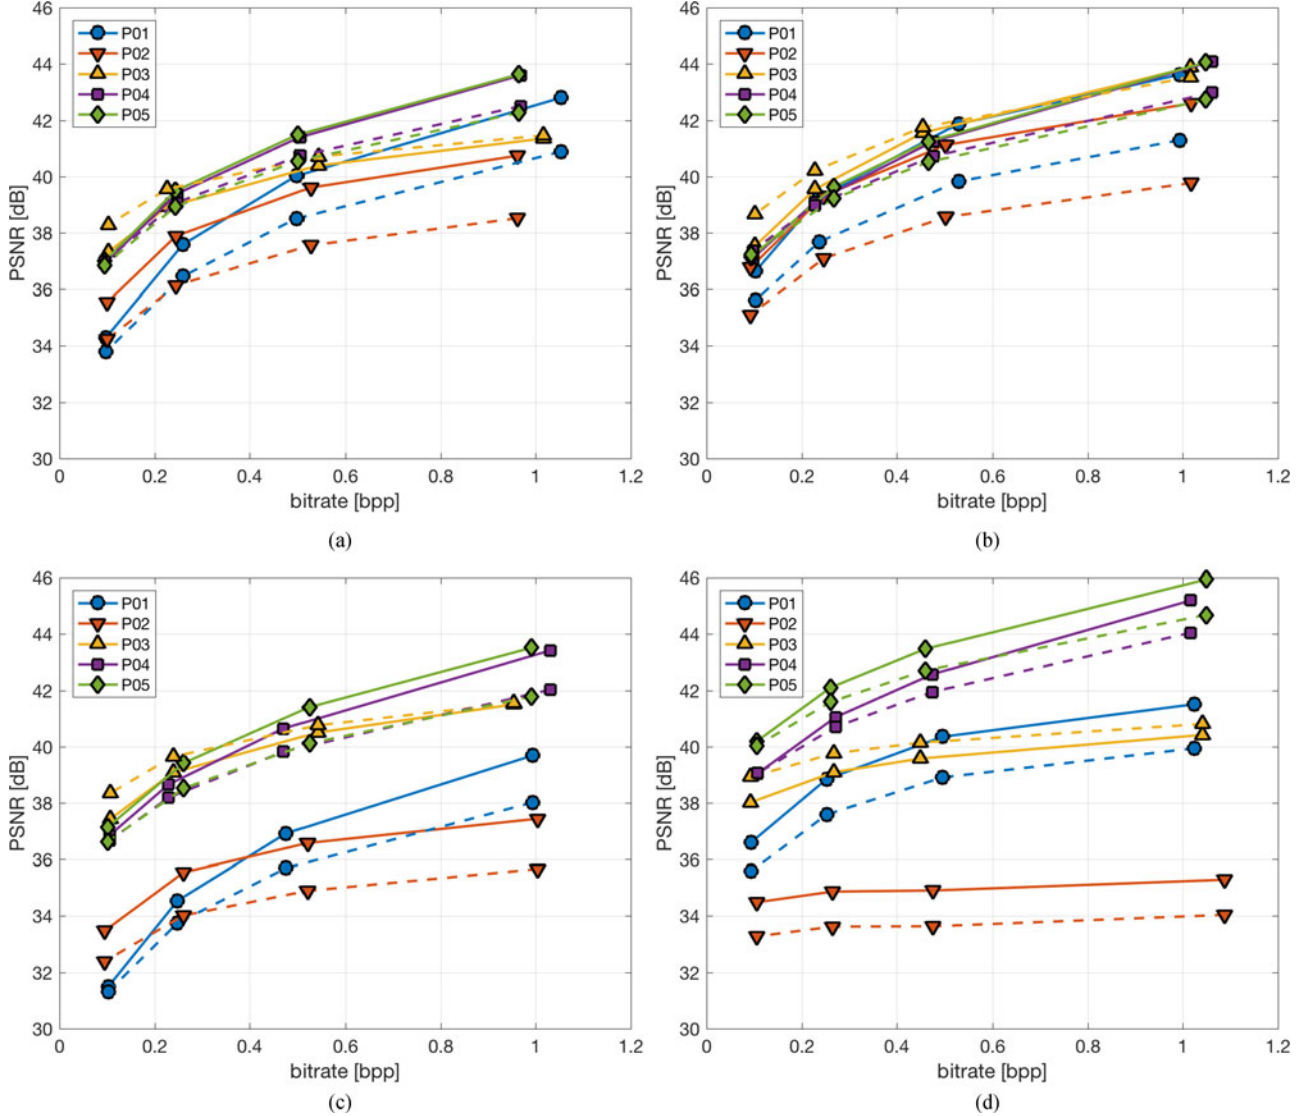 46
44
42
40
38
36
34
32
30
PSNR [dB]
P01
P02
P03
P04
P05
0 0.2 0.4 0.6 0.8 1 1.2
bitrate [bpp]
(a)
46
44
42
40
38
36
34
32
30
PSNR [dB]
P01
P02
P03
P04
P05
0 0.2 0.4 0.6 0.8 1 1.2
bitrate [bpp]
(b)
46
44
42
40
38
36
34
32
30
PSNR [dB]
P01
P02
P03
P04
P05
0 0.2 0.4 0.6 0.8 1 1.2
bitrate [bpp]
(c)
46
44
42
40
38
36
34
32
30
PSNR [dB]
P01
P02
P03
P04
P05
0 0.2 0.4 0.6 0.8 1 1.2
bitrate [bpp]
(d)